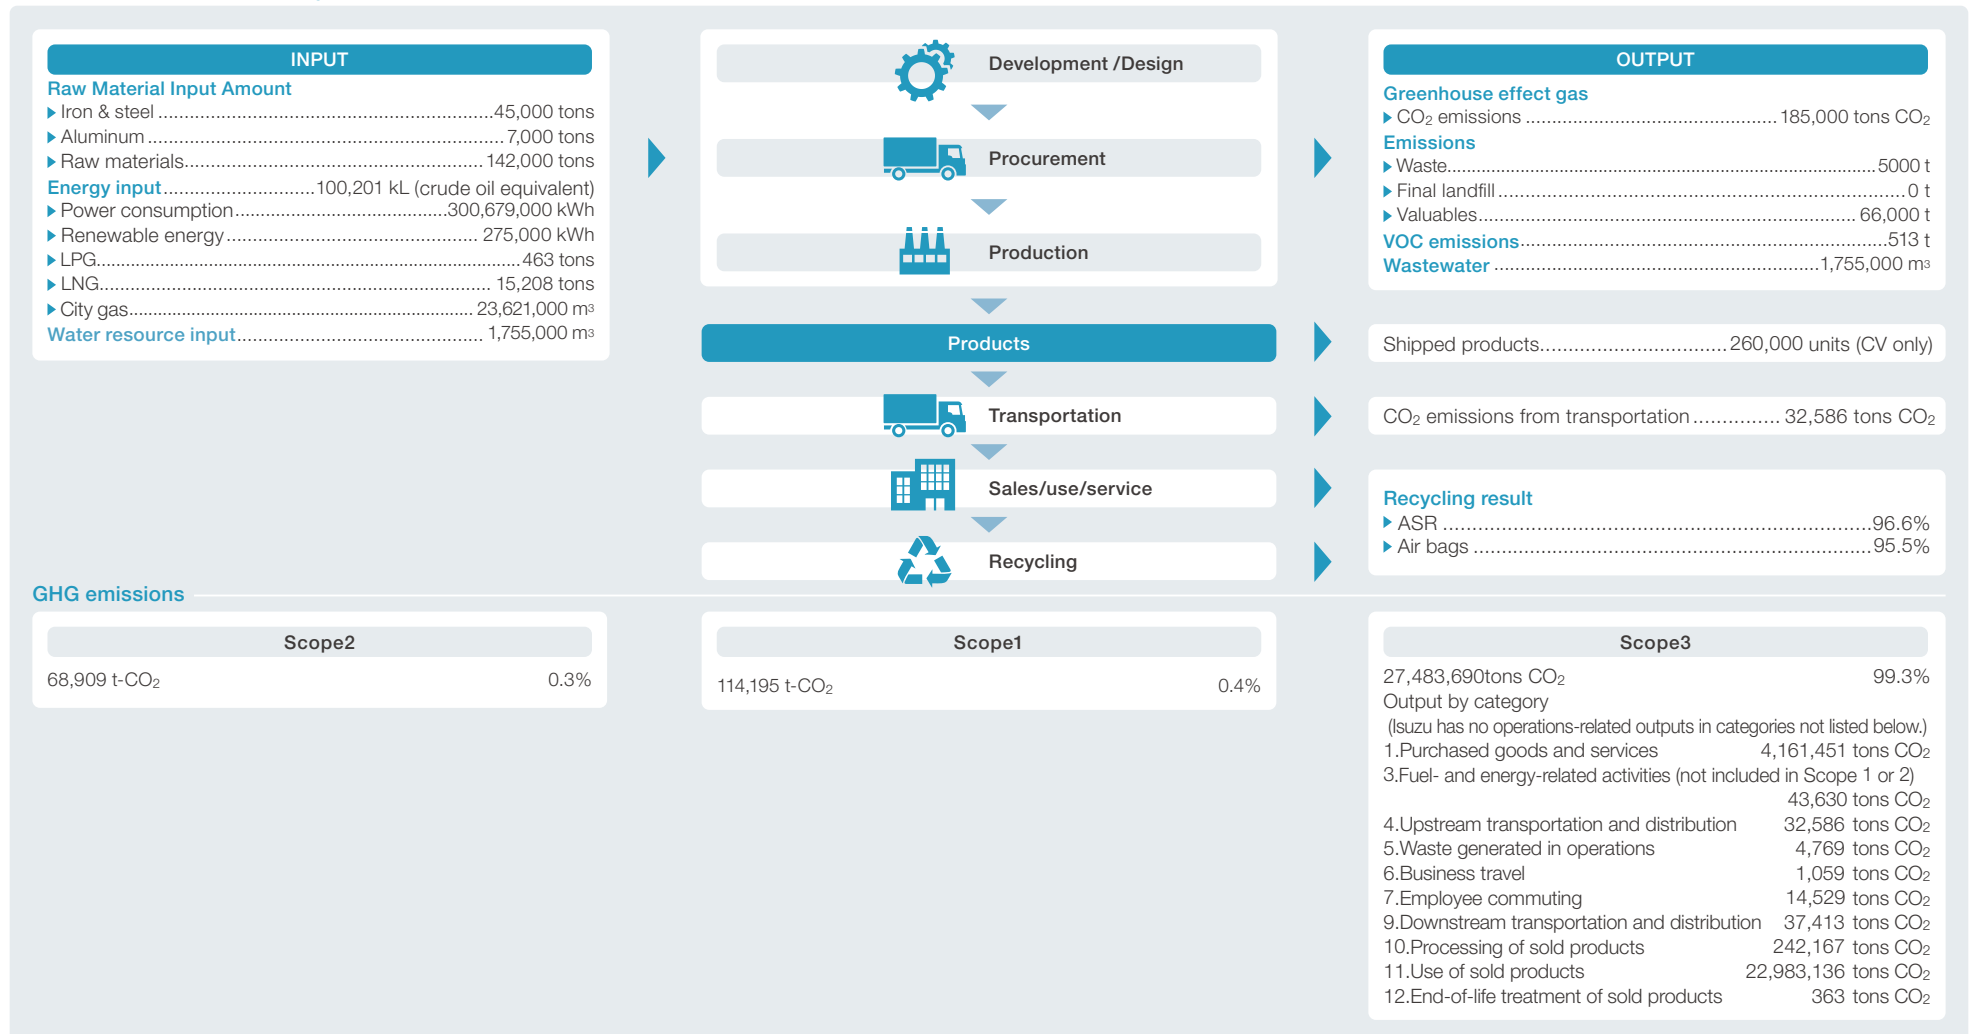 INPUT
Raw Material Input Amount
Iron & steel 45,000 tons
Aluminum 7,000 tons
Raw materials 142,000 tons
Energy input 100,201 kL (crude oil equivalent)
Power consumption 300,679,000 kWh
Renewable energy 275,000 kWh
LPG 463 tons
LNG 15,208 tons
City gas 23,621,000 m³
Water resource input 1,755,000 m³
Development /Design
Procurement
Production
Products
Transportation
Sales/use/service
Recycling
OUTPUT
Greenhouse effect gas
CO₂ emissions 185,000 tons CO₂
Emissions
Waste 5000 t
Final landfill 0 t
Valuables 66,000 t
VOC emissions 513 t
Wastewater 1,755,000 m³
Shipped products 260,000 units (CV only)
CO₂ emissions from transportation 32,586 tons CO₂
Recycling result
ASR 96.6%
Air bags 95.5%
GHG emissions
Scope2
68,909 t-CO₂ 0.3%
Scope1
114,195 t-CO₂ 0.4%
Scope3
27,483,690tons CO₂ 99.3%
Output by category
(Isuzu has no operations-related outputs in categories not listed below.)
1.Purchased goods and services 4,161,451 tons CO₂
3.Fuel- and energy-related activities (not included in Scope 1 or 2)
43,630 tons CO₂
4.Upstream transportation and distribution 32,586 tons CO₂
5.Waste generated in operations 4,769 tons CO₂
6.Business travel 1,059 tons CO₂
7.Employee commuting 14,529 tons CO₂
9.Downstream transportation and distribution 37,413 tons CO₂
10.Processing of sold products 242,167 tons CO₂
11.Use of sold products 22,983,136 tons CO₂
12.End-of-life treatment of sold products 363 tons CO₂